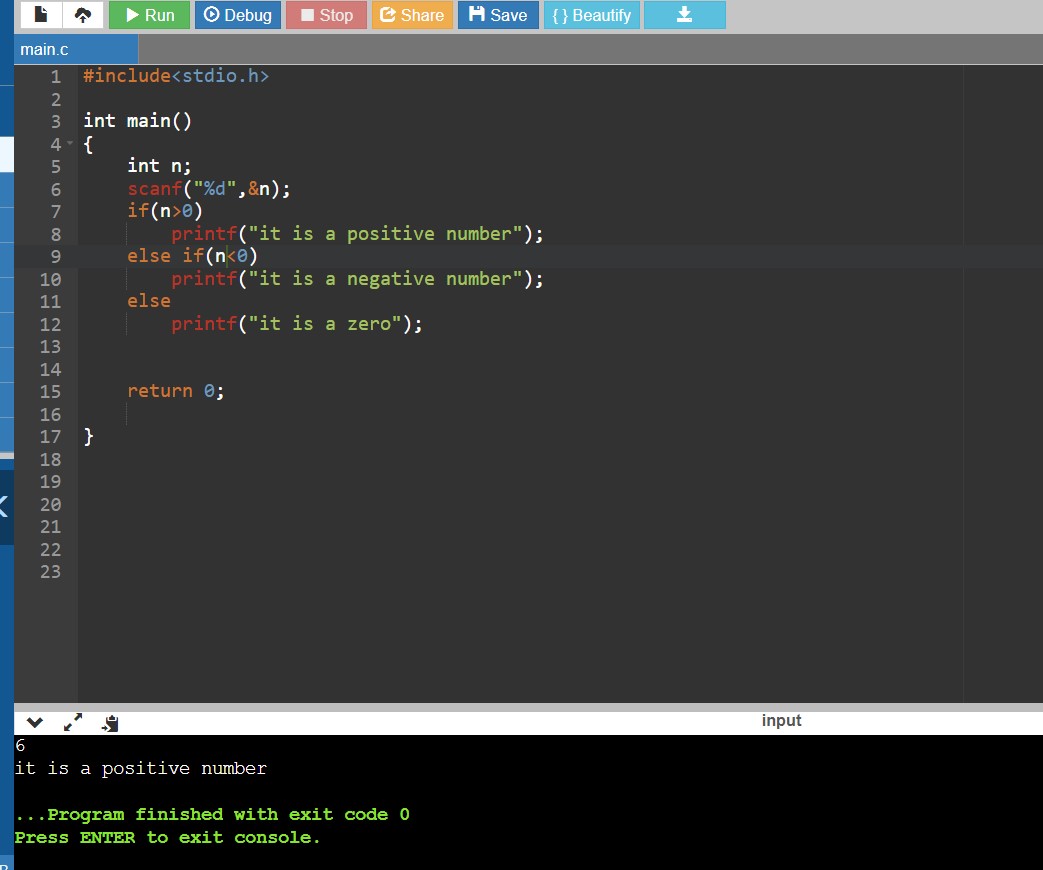 Run Debug Stop Share Save { } Beautify
main.c
1 #include<stdio.h>
2
3 int main()
4 {
5     int n;
6     scanf("%d",&n);
7     if(n>0)
8         printf("it is a positive number");
9     else if(n<0)
10         printf("it is a negative number");
11     else
12         printf("it is a zero");
13
14
15     return 0;
16
17 }
18
19
20
21
22
23
input
6
it is a positive number
...Program finished with exit code 0
Press ENTER to exit console.